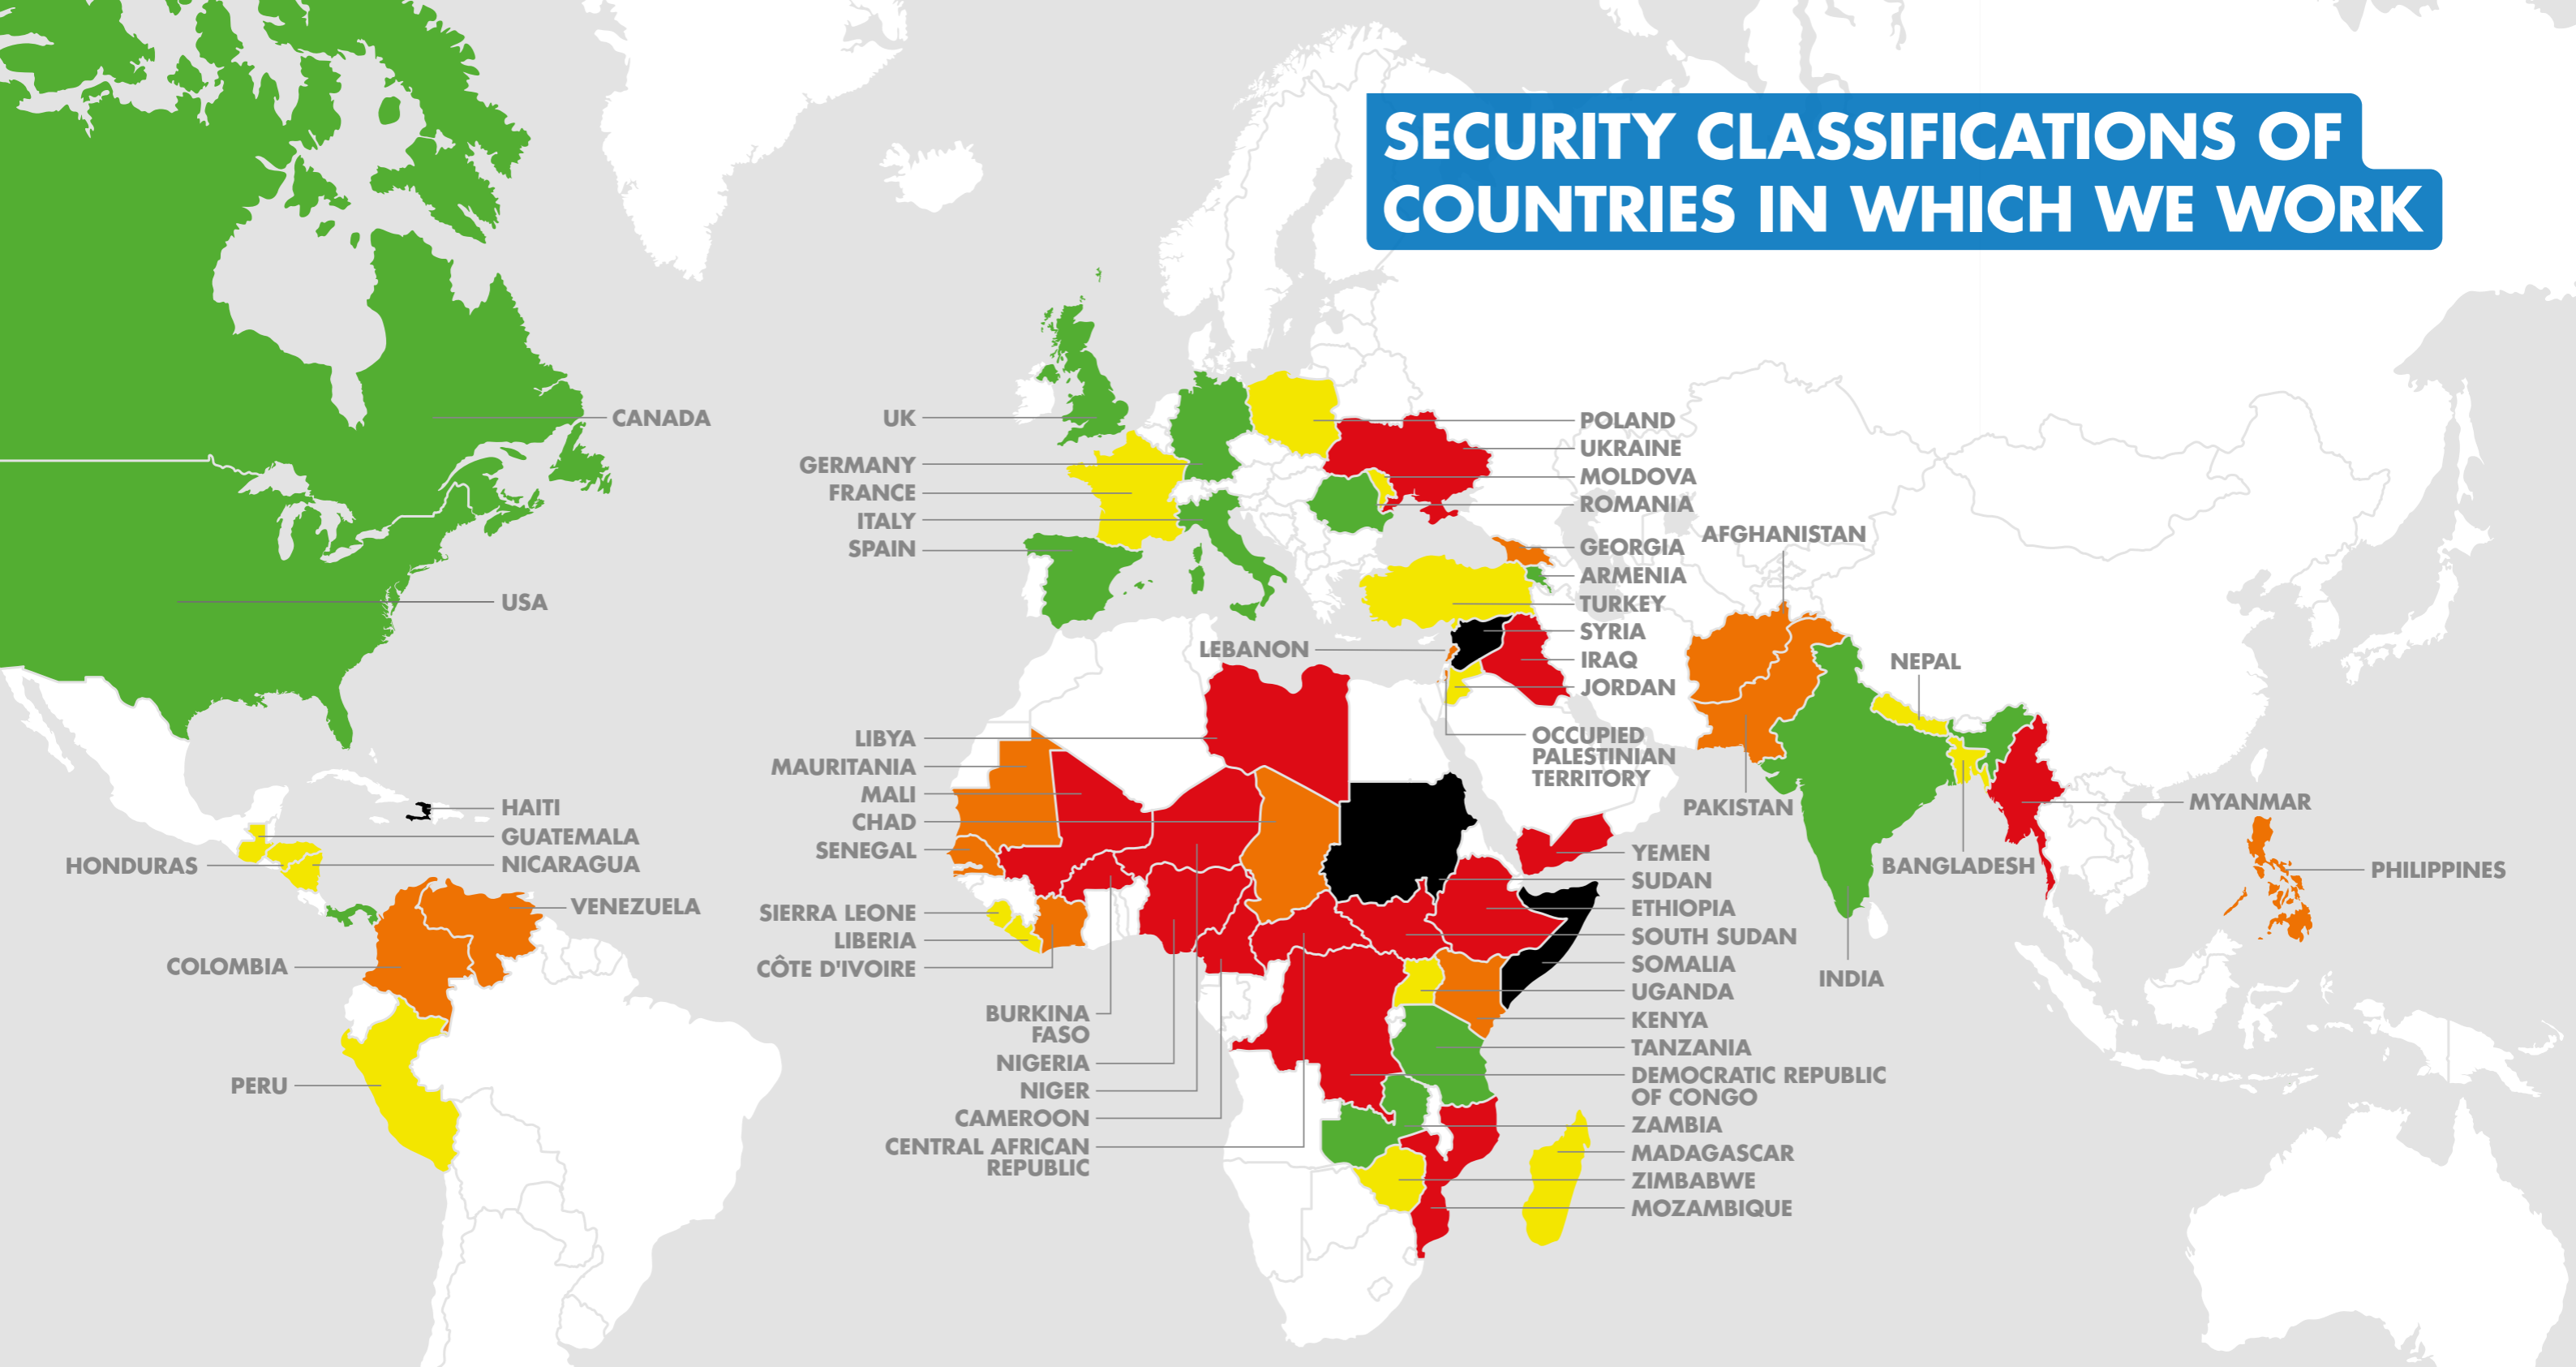 SECURITY CLASSIFICATIONS OF
COUNTRIES IN WHICH WE WORK
CANADA
USA
HAITI
GUATEMALA
HONDURAS
NICARAGUA
VENEZUELA
COLOMBIA
PERU
UK
GERMANY
FRANCE
ITALY
SPAIN
POLAND
UKRAINE
MOLDOVA
ROMANIA
GEORGIA
ARMENIA
TURKEY
SYRIA
LEBANON
IRAQ
JORDAN
OCCUPIED
PALESTINIAN
TERRITORY
AFGHANISTAN
NEPAL
PAKISTAN
BANGLADESH
INDIA
MYANMAR
PHILIPPINES
LIBYA
MAURITANIA
MALI
CHAD
SENEGAL
SIERRA LEONE
LIBERIA
CÔTE D'IVOIRE
BURKINA
FASO
NIGERIA
NIGER
CAMEROON
CENTRAL AFRICAN
REPUBLIC
YEMEN
SUDAN
ETHIOPIA
SOUTH SUDAN
SOMALIA
UGANDA
KENYA
TANZANIA
DEMOCRATIC REPUBLIC
OF CONGO
ZAMBIA
MADAGASCAR
ZIMBABWE
MOZAMBIQUE